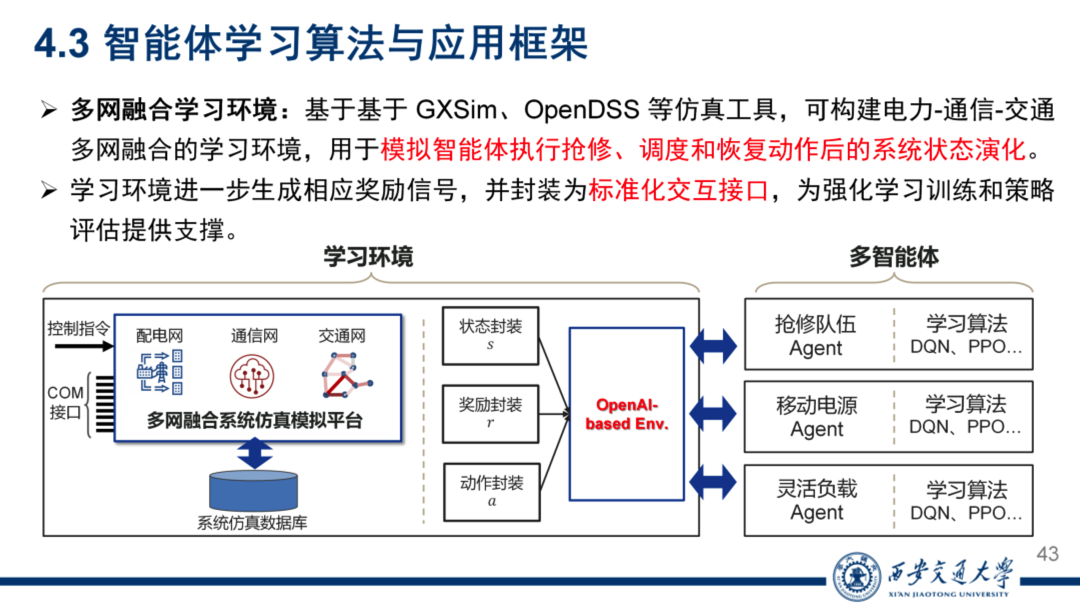 4.3 智能体学习算法与应用框架
➢ 多网融合学习环境：基于基于 GXSim、OpenDSS 等仿真工具，可构建电力-通信-交通
多网融合的学习环境，用于模拟智能体执行抢修、调度和恢复动作后的系统状态演化。
➢ 学习环境进一步生成相应奖励信号，并封装为标准化交互接口，为强化学习训练和策略
评估提供支撑。
学习环境
多智能体
控制指令
COM
接口
配电网
通信网
交通网
多网融合系统仿真模拟平台
系统仿真数据库
状态封装
s
奖励封装
r
动作封装
a
OpenAI-
based Env.
抢修队伍
Agent
学习算法
DQN、PPO...
移动电源
Agent
学习算法
DQN、PPO...
灵活负载
Agent
学习算法
DQN、PPO...
43
西安交通大学
XI'AN JIAOTONG UNIVERSITY